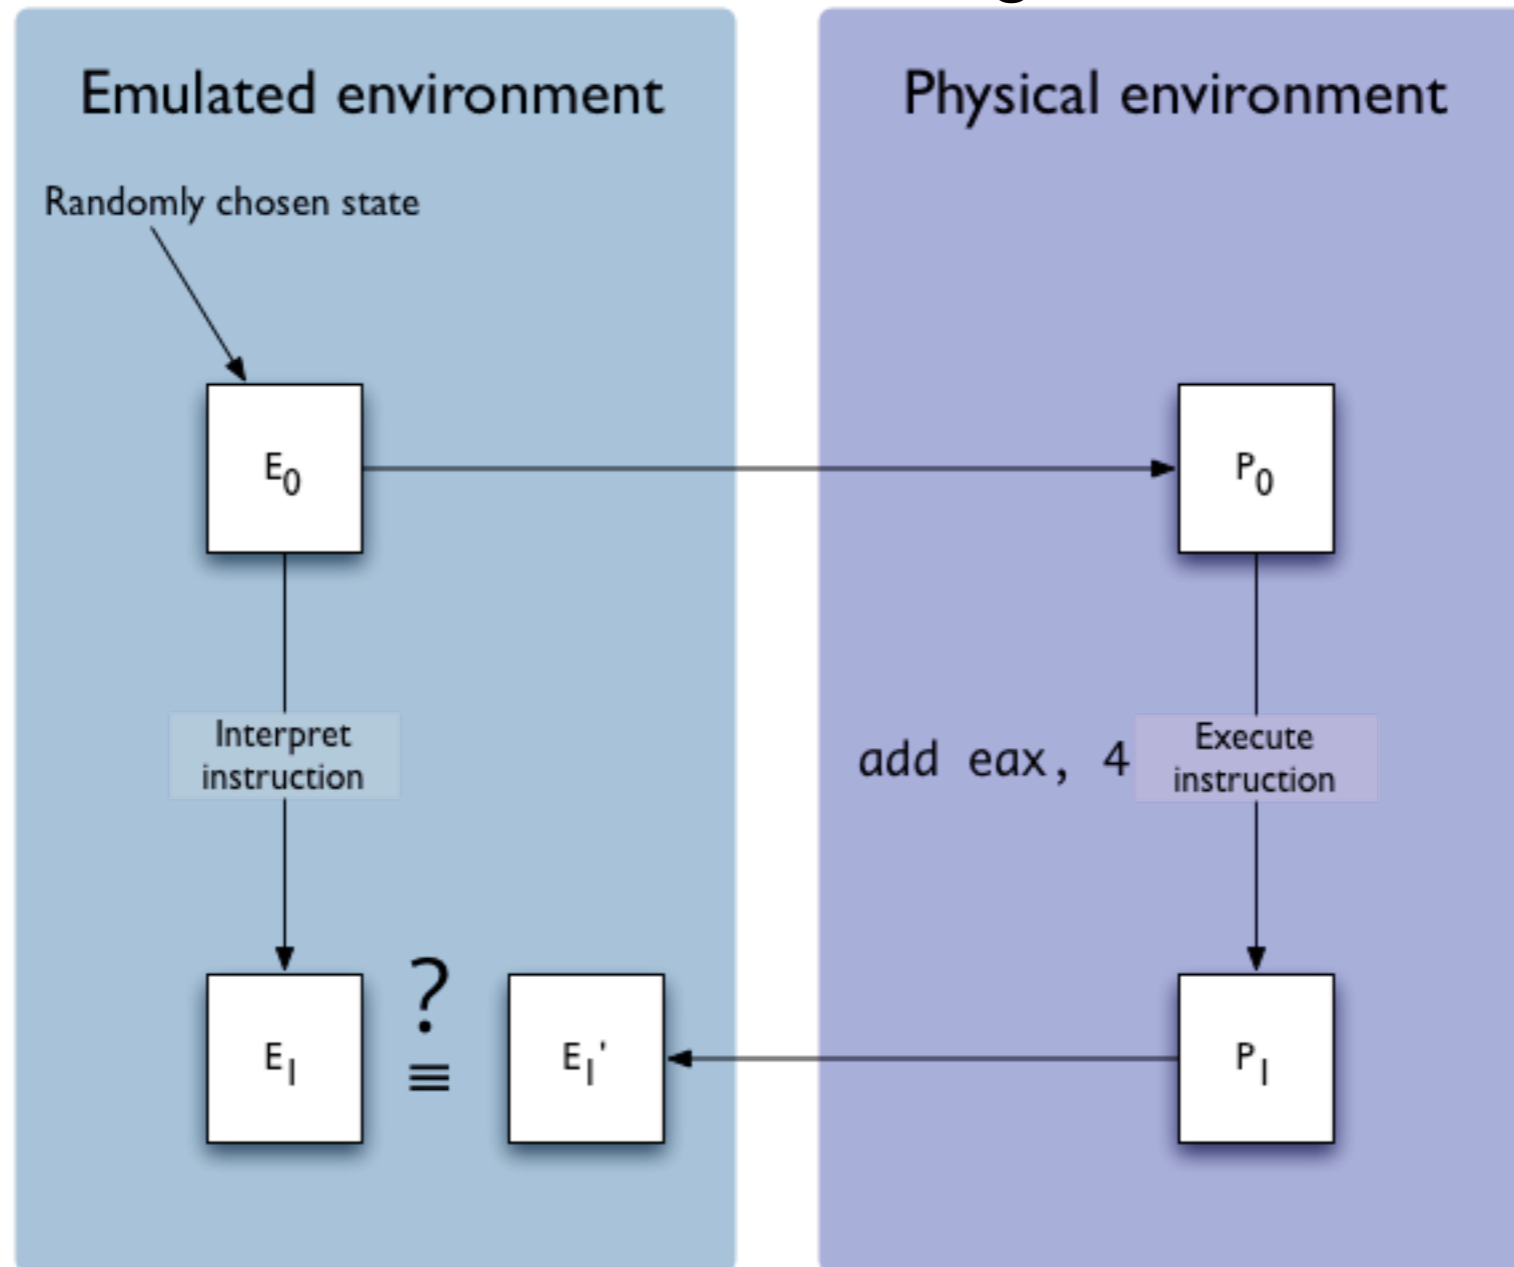 Emulated environment
Physical environment
Randomly chosen state
E0
P0
Interpret
instruction
add eax, 4
Execute
instruction
E1
?
≡
E1'
P1